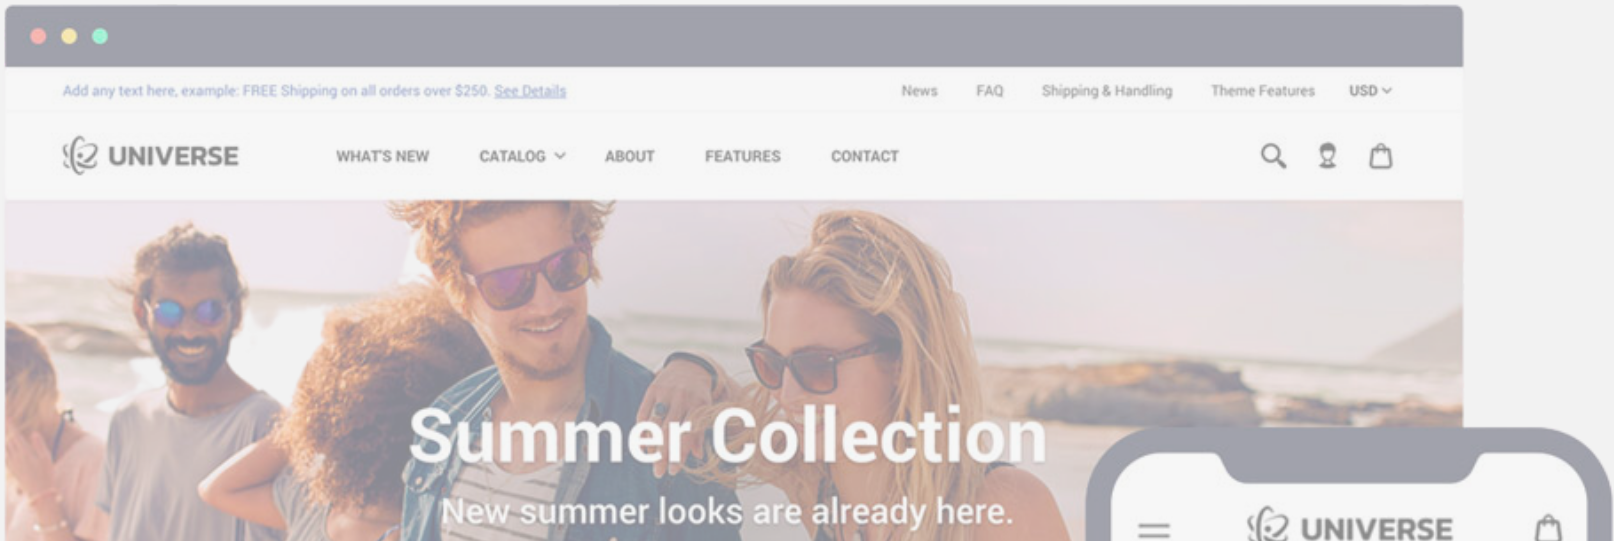 Add any text here, example: FREE Shipping on all orders over $250. See Details
News FAQ Shipping & Handling Theme Features USD
UNIVERSE WHAT'S NEW CATALOG ABOUT FEATURES CONTACT
Summer Collection
New summer looks are already here.
UNIVERSE